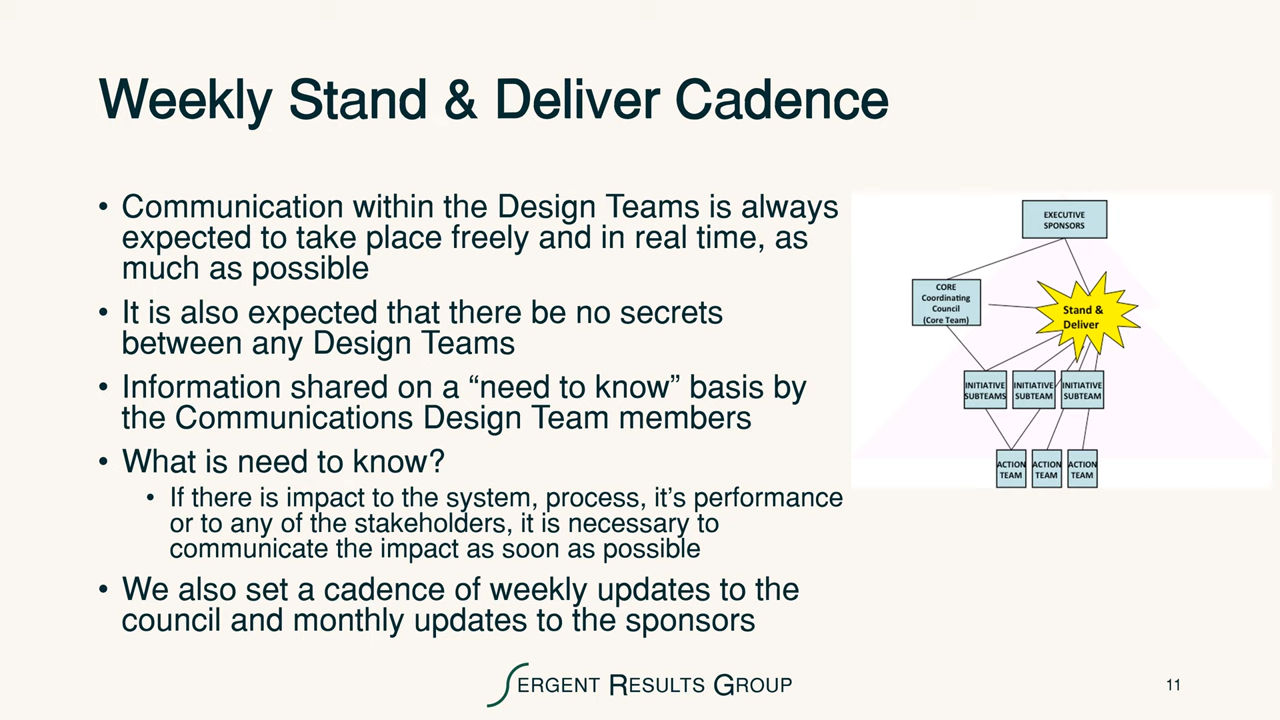 Weekly Stand & Deliver Cadence
• Communication within the Design Teams is always
expected to take place freely and in real time, as
much as possible
• It is also expected that there be no secrets
between any Design Teams
• Information shared on a “need to know” basis by
the Communications Design Team members
• What is need to know?
• If there is impact to the system, process, it’s performance
or to any of the stakeholders, it is necessary to
communicate the impact as soon as possible
• We also set a cadence of weekly updates to the
council and monthly updates to the sponsors
EXECUTIVE
SPONSORS
CORE
Coordinating
Council
(Core Team)
Stand &
Deliver
INITIATIVE
SUBTEAMS
INITIATIVE
SUBTEAM
INITIATIVE
SUBTEAM
ACTION
TEAM
ACTION
TEAM
ACTION
TEAM
SERGENT RESULTS GROUP
11